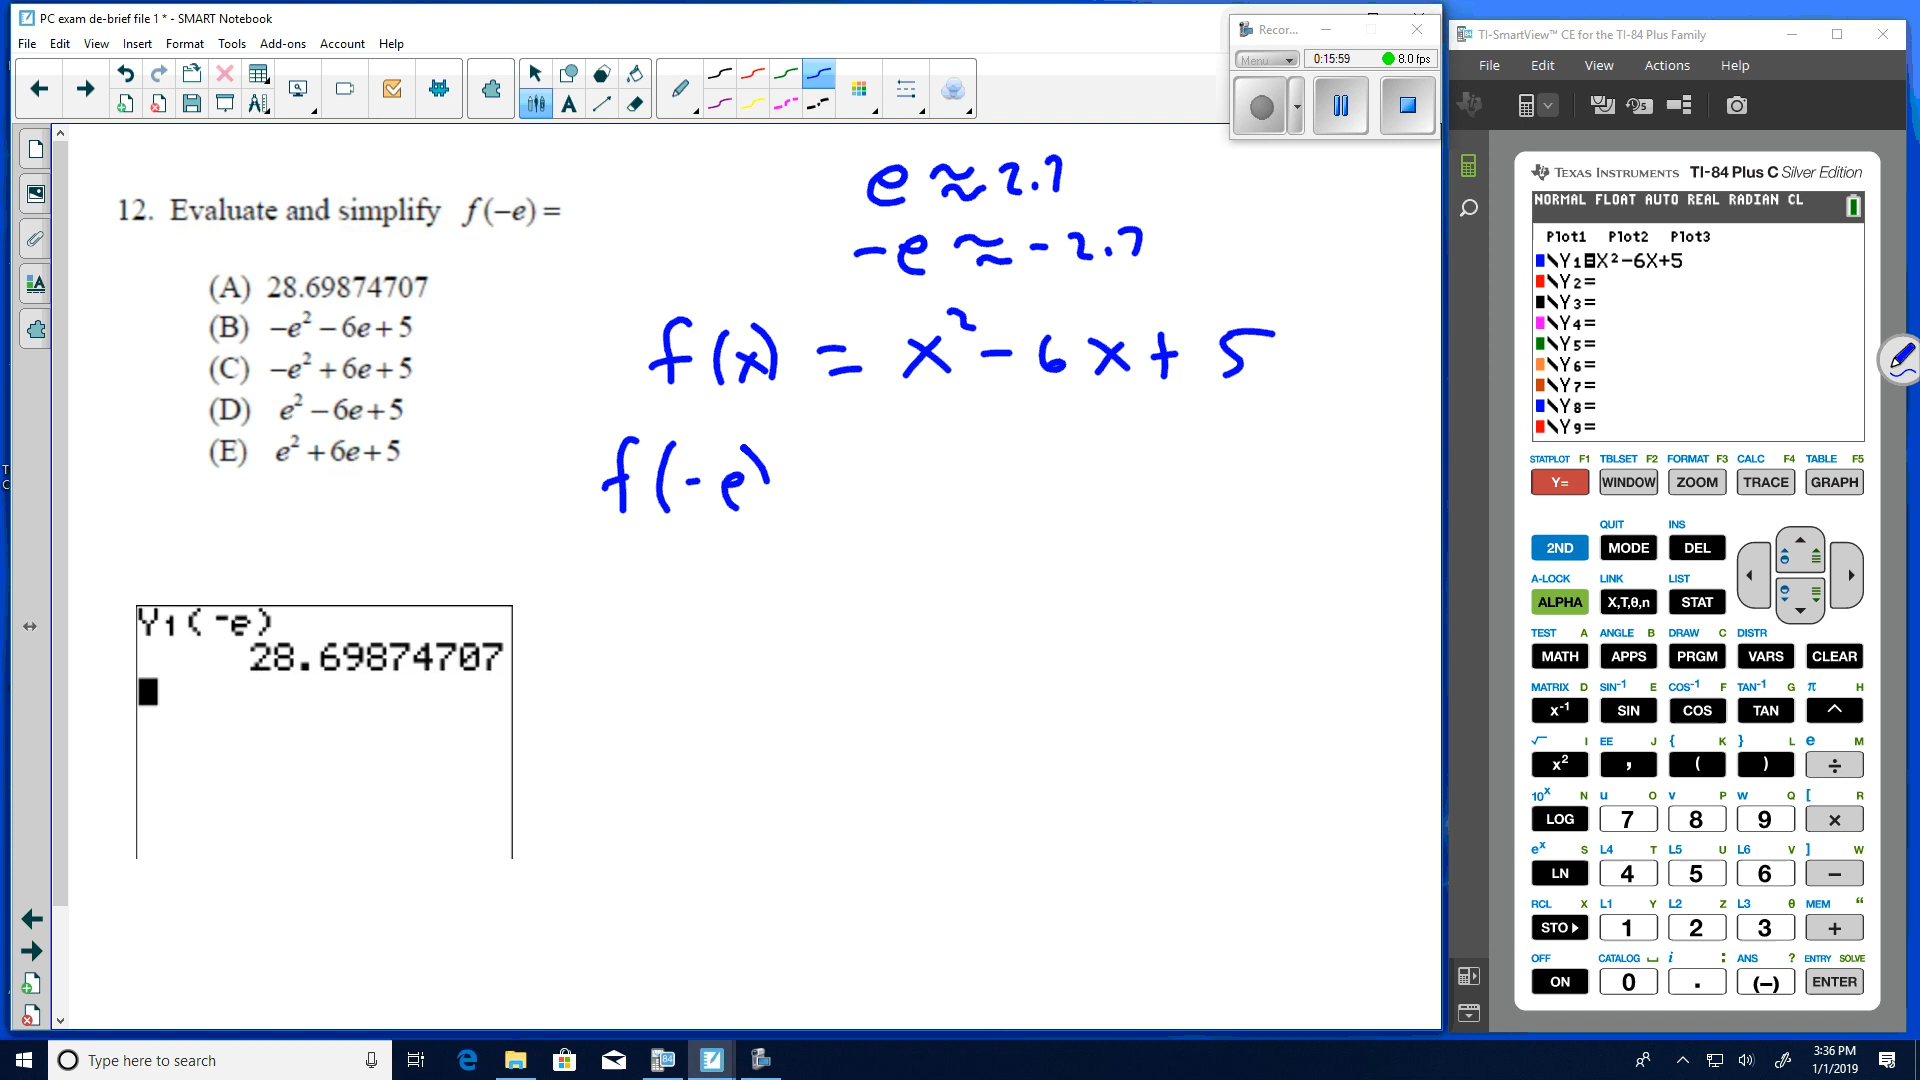 PC exam de-brief file 1 * - SMART Notebook
File Edit View Insert Format Tools Add-ons Account Help
Recor...
Menu 0:15:59 8.0 fps
12. Evaluate and simplify f(−e) =
(A) 28.69874707
(B) −e² − 6e + 5
(C) −e² + 6e + 5
(D) e² − 6e + 5
(E) e² + 6e + 5
e ≈ 2.7
-e ≈ -2.7
f(x) = x² - 6x + 5
f(-e)
Y₁(⁻e)
28.69874707
TI-SmartView™ CE for the TI-84 Plus Family
File Edit View Actions Help
TEXAS INSTRUMENTS TI-84 Plus C Silver Edition
NORMAL FLOAT AUTO REAL RADIAN CL
Plot1 Plot2 Plot3
\Y1=X²-6X+5
\Y2=
\Y3=
\Y4=
\Y5=
\Y6=
\Y7=
\Y8=
\Y9=
STATPLOT F1 TBLSET F2 FORMAT F3 CALC F4 TABLE F5
Y= WINDOW ZOOM TRACE GRAPH
QUIT INS
2ND MODE DEL
A-LOCK LINK LIST
ALPHA X,T,θ,n STAT
TEST A ANGLE B DRAW C DISTR
MATH APPS PRGM VARS CLEAR
MATRIX D SIN⁻¹ E COS⁻¹ F TAN⁻¹ G π H
x⁻¹ SIN COS TAN ^
√ I EE J { K } L e M
x² , ( ) ÷
10ˣ N u O v P w Q [ R
LOG 7 8 9 ×
eˣ S L4 T L5 U L6 V ] W
LN 4 5 6 −
RCL X L1 Y L2 Z L3 θ MEM “
STO▸ 1 2 3 +
OFF CATALOG ⎵ i : ANS ? ENTRY SOLVE
ON 0 . (−) ENTER
Type here to search
3:36 PM
1/1/2019